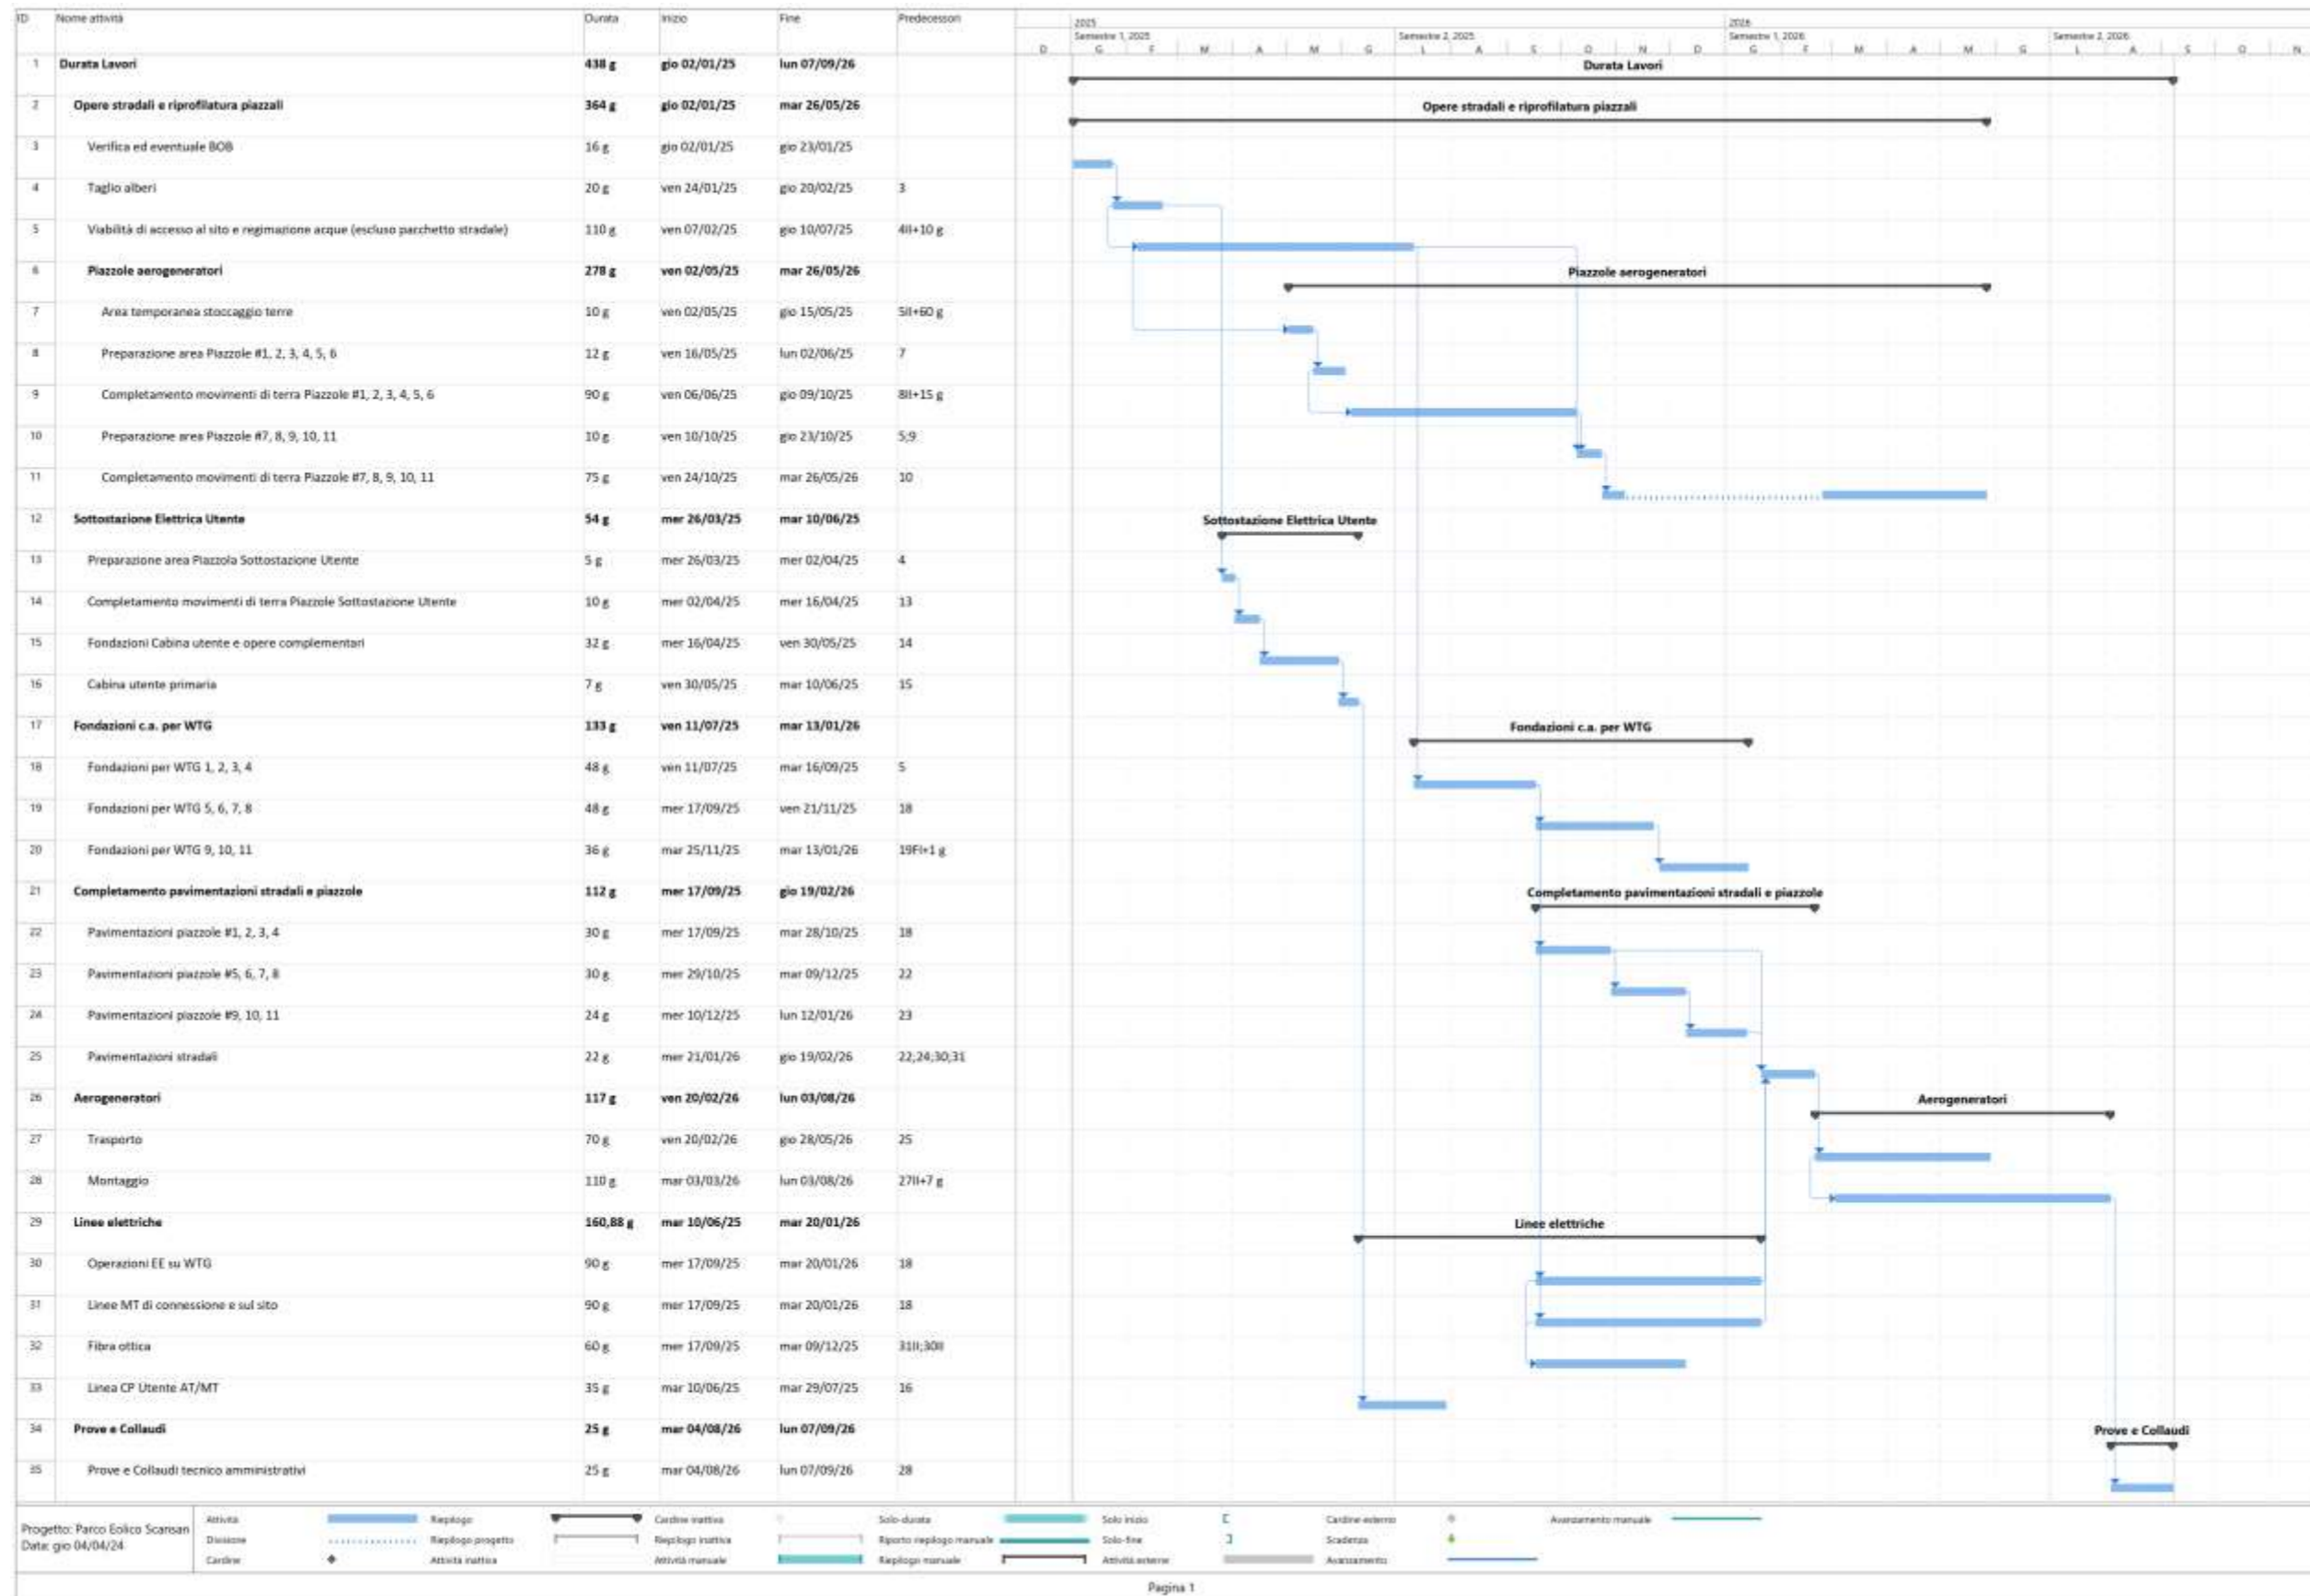 ID Nome attività Durata Inizio Fine Predecessori
2025 2026
Semestre 1, 2025 Semestre 2, 2025 Semestre 1, 2026 Semestre 2, 2026
D G F M A M G L A S O N D G F M A M G L A S O N
1 Durata Lavori 438 g gio 02/01/25 lun 07/09/26 Durata Lavori
2 Opere stradali e riprofilatura piazzali 364 g gio 02/01/25 mar 26/05/26 Opere stradali e riprofilatura piazzali
3 Verifica ed eventuale BOB 16 g gio 02/01/25 gio 23/01/25
4 Taglio alberi 20 g ven 24/01/25 gio 20/02/25 3
5 Viabilità di accesso al sito e regimazione acque (escluso pacchetto stradale) 110 g ven 07/02/25 gio 10/07/25 4II+10 g
6 Piazzole aerogeneratori 278 g ven 02/05/25 mar 26/05/26 Piazzole aerogeneratori
7 Area temporanea stoccaggio terre 10 g ven 02/05/25 gio 15/05/25 5II+60 g
8 Preparazione area Piazzole #1, 2, 3, 4, 5, 6 12 g ven 16/05/25 lun 02/06/25 7
9 Completamento movimenti di terra Piazzole #1, 2, 3, 4, 5, 6 90 g ven 06/06/25 gio 09/10/25 8II+15 g
10 Preparazione area Piazzole #7, 8, 9, 10, 11 10 g ven 10/10/25 gio 23/10/25 5;9
11 Completamento movimenti di terra Piazzole #7, 8, 9, 10, 11 75 g ven 24/10/25 mar 26/05/26 10
12 Sottostazione Elettrica Utente 54 g mer 26/03/25 mar 10/06/25 Sottostazione Elettrica Utente
13 Preparazione area Piazzola Sottostazione Utente 5 g mer 26/03/25 mer 02/04/25 4
14 Completamento movimenti di terra Piazzole Sottostazione Utente 10 g mer 02/04/25 mer 16/04/25 13
15 Fondazioni Cabina utente e opere complementari 32 g mer 16/04/25 ven 30/05/25 14
16 Cabina utente primaria 7 g ven 30/05/25 mar 10/06/25 15
17 Fondazioni c.a. per WTG 133 g ven 11/07/25 mar 13/01/26 Fondazioni c.a. per WTG
18 Fondazioni per WTG 1, 2, 3, 4 48 g ven 11/07/25 mar 16/09/25 5
19 Fondazioni per WTG 5, 6, 7, 8 48 g mer 17/09/25 ven 21/11/25 18
20 Fondazioni per WTG 9, 10, 11 36 g mar 25/11/25 mar 13/01/26 19FI+1 g
21 Completamento pavimentazioni stradali e piazzole 112 g mer 17/09/25 gio 19/02/26 Completamento pavimentazioni stradali e piazzole
22 Pavimentazioni piazzole #1, 2, 3, 4 30 g mer 17/09/25 mar 28/10/25 18
23 Pavimentazioni piazzole #5, 6, 7, 8 30 g mer 29/10/25 mar 09/12/25 22
24 Pavimentazioni piazzole #9, 10, 11 24 g mer 10/12/25 lun 12/01/26 23
25 Pavimentazioni stradali 22 g mer 21/01/26 gio 19/02/26 22;24;30;31
26 Aerogeneratori 117 g ven 20/02/26 lun 03/08/26 Aerogeneratori
27 Trasporto 70 g ven 20/02/26 gio 28/05/26 25
28 Montaggio 110 g mar 03/03/26 lun 03/08/26 27II+7 g
29 Linee elettriche 160,88 g mar 10/06/25 mar 20/01/26 Linee elettriche
30 Operazioni EE su WTG 90 g mer 17/09/25 mar 20/01/26 18
31 Linee MT di connessione e sul sito 90 g mer 17/09/25 mar 20/01/26 18
32 Fibra ottica 60 g mer 17/09/25 mar 09/12/25 31II;30II
33 Linea CP Utente AT/MT 35 g mar 10/06/25 mar 29/07/25 16
34 Prove e Collaudi 25 g mar 04/08/26 lun 07/09/26 Prove e Collaudi
35 Prove e Collaudi tecnico amministrativi 25 g mar 04/08/26 lun 07/09/26 28
Progetto: Parco Eolico Scansan
Data: gio 04/04/24
Attività Riepilogo Cardine inattiva Solo-durata Solo inizio Cardine esterno Avanzamento manuale
Divisione Riepilogo progetto Riepilogo inattiva Riporto riepilogo manuale Solo-fine Scadenza
Cardine Attività inattiva Attività manuale Riepilogo manuale Attività esterne Avanzamento
Pagina 1